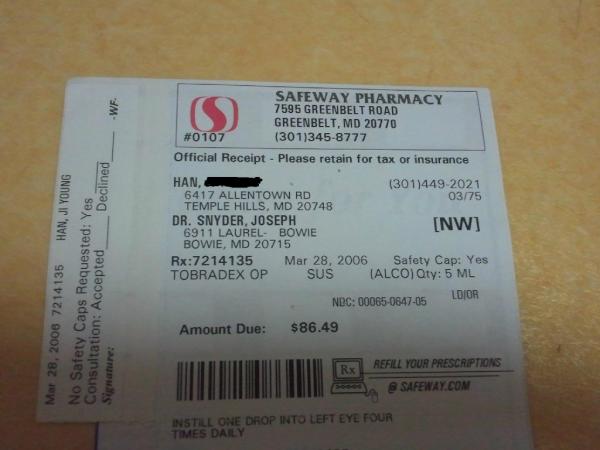 SAFEWAY PHARMACY
7595 GREENBELT ROAD
GREENBELT, MD 20770
#0107 (301)345-8777
Official Receipt - Please retain for tax or insurance
HAN, (301)449-2021
6417 ALLENTOWN RD 03/75
TEMPLE HILLS, MD 20748
DR. SNYDER, JOSEPH [NW]
6911 LAUREL- BOWIE
BOWIE, MD 20715
Rx:7214135 Mar 28, 2006 Safety Cap: Yes
TOBRADEX OP SUS (ALCO) Qty: 5 ML
NDC: 00065-0647-05 LD/OR
Amount Due: $86.49
Rx REFILL YOUR PRESCRIPTIONS
@ SAFEWAY.COM
INSTILL ONE DROP INTO LEFT EYE FOUR
TIMES DAILY
Mar 28, 2006 7214135 HAN, JI YOUNG
No Safety Caps Requested: Yes
Consultation: Accepted Declined -WF-
Signature: